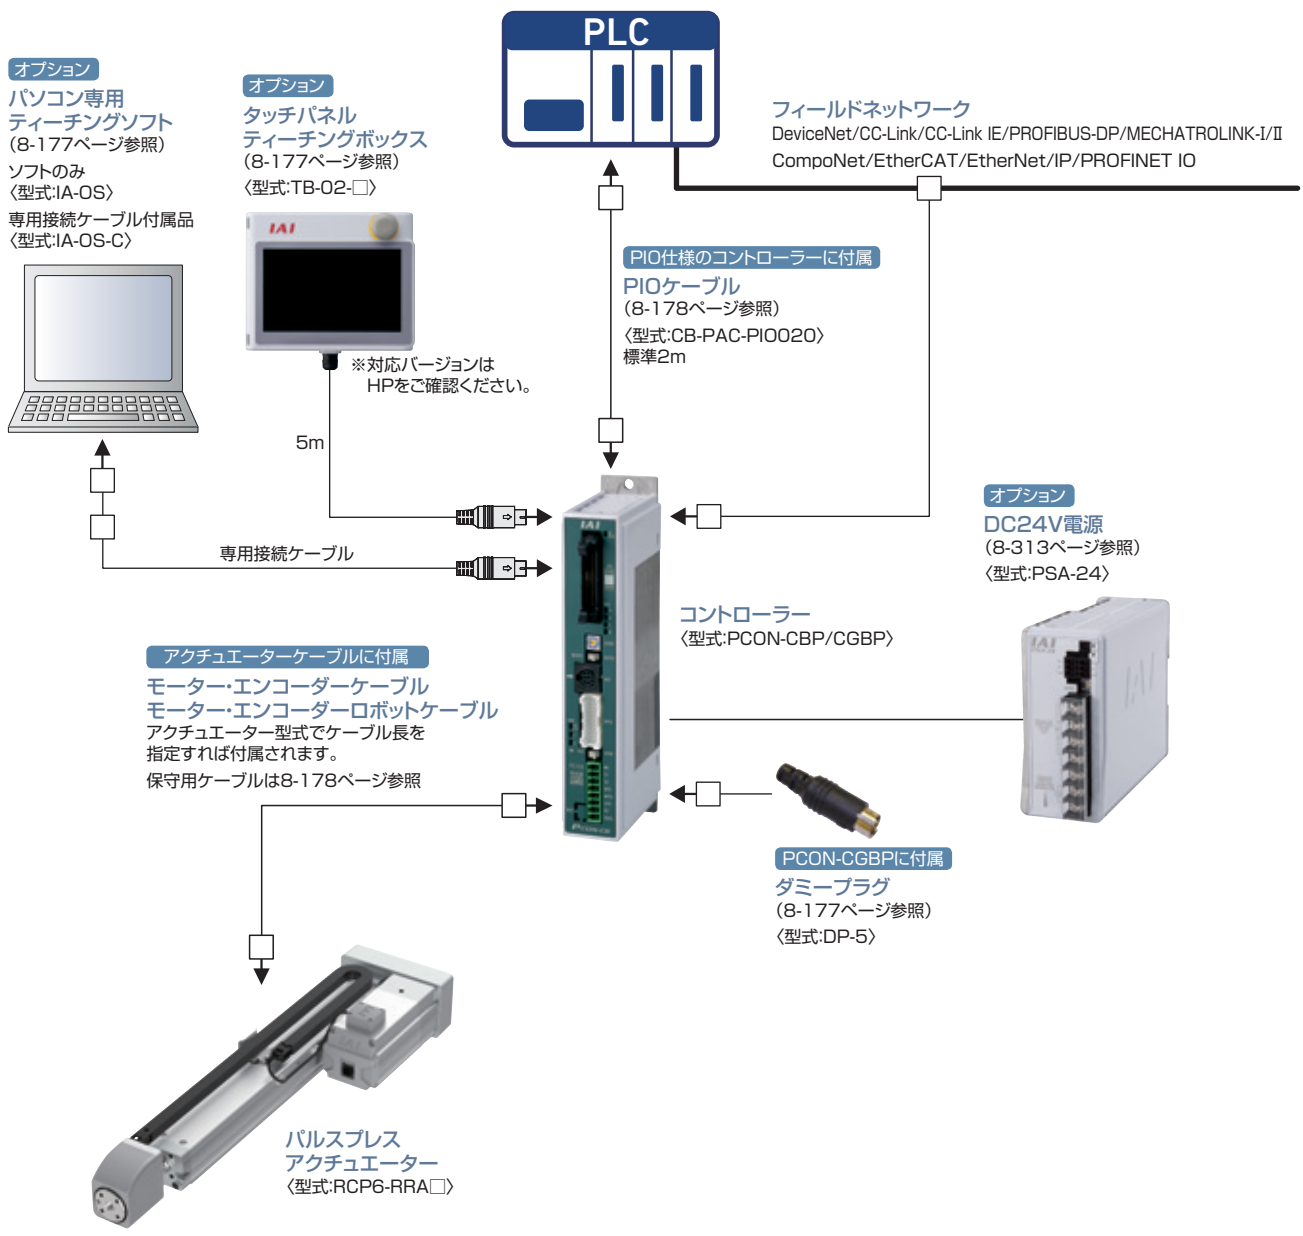 PLC
オプション
パソコン専用
ティーチングソフト
(8-177ページ参照)
ソフトのみ
〈型式:IA-OS〉
専用接続ケーブル付属品
〈型式:IA-OS-C〉
オプション
タッチパネル
ティーチングボックス
(8-177ページ参照)
〈型式:TB-02-□〉
IAI
※対応バージョンは
HPをご確認ください。
5m
専用接続ケーブル
フィールドネットワーク
DeviceNet/CC-Link/CC-Link IE/PROFIBUS-DP/MECHATROLINK-I/II
CompoNet/EtherCAT/EtherNet/IP/PROFINET IO
PIO仕様のコントローラーに付属
PIOケーブル
(8-178ページ参照)
〈型式:CB-PAC-PIO020〉
標準2m
オプション
DC24V電源
(8-313ページ参照)
〈型式:PSA-24〉
IAI
IAI
コントローラー
〈型式:PCON-CBP/CGBP〉
アクチュエーターケーブルに付属
モーター・エンコーダーケーブル
モーター・エンコーダーロボットケーブル
アクチュエーター型式でケーブル長を
指定すれば付属されます。
保守用ケーブルは8-178ページ参照
PCON-CGBPに付属
ダミープラグ
(8-177ページ参照)
〈型式:DP-5〉
IAI
パルスプレス
アクチュエーター
〈型式:RCP6-RRA□〉